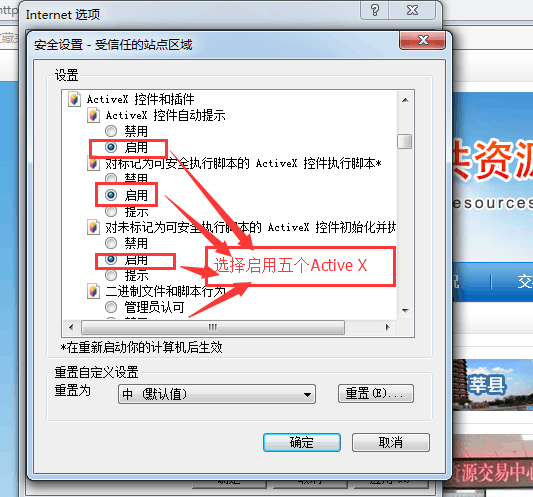 Internet 选项
安全设置 - 受信任的站点区域
设置
ActiveX 控件和插件
ActiveX 控件自动提示
禁用
启用
对标记为可安全执行脚本的 ActiveX 控件执行脚本*
禁用
启用
提示
对未标记为可安全执行脚本的 ActiveX 控件初始化并执
禁用
启用
选择启用五个Active X
提示
二进制文件和脚本行为
管理员认可
*在重新启动你的计算机后生效
重置自定义设置
重置为
中 (默认值)
重置(E)...
确定
取消
共资源
esources
交
莘县
资源交易中心